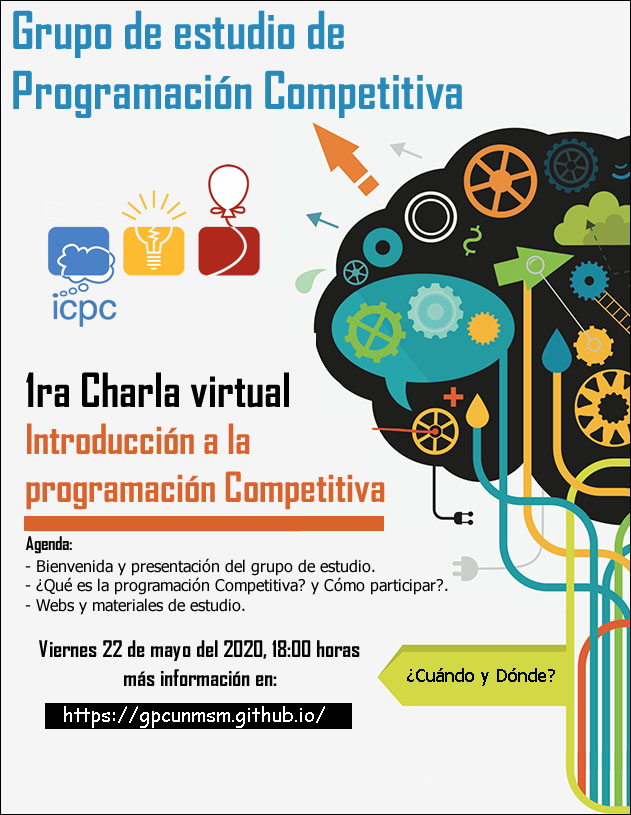 Grupo de estudio de
Programación Competitiva
icpc
1ra Charla virtual
Introducción a la
programación Competitiva
Agenda:
- Bienvenida y presentación del grupo de estudio.
- ¿Qué es la programación Competitiva? y Cómo participar?.
- Webs y materiales de estudio.
Viernes 22 de mayo del 2020, 18:00 horas
más información en:
¿Cuándo y Dónde?
https://gpcunmsm.github.io/